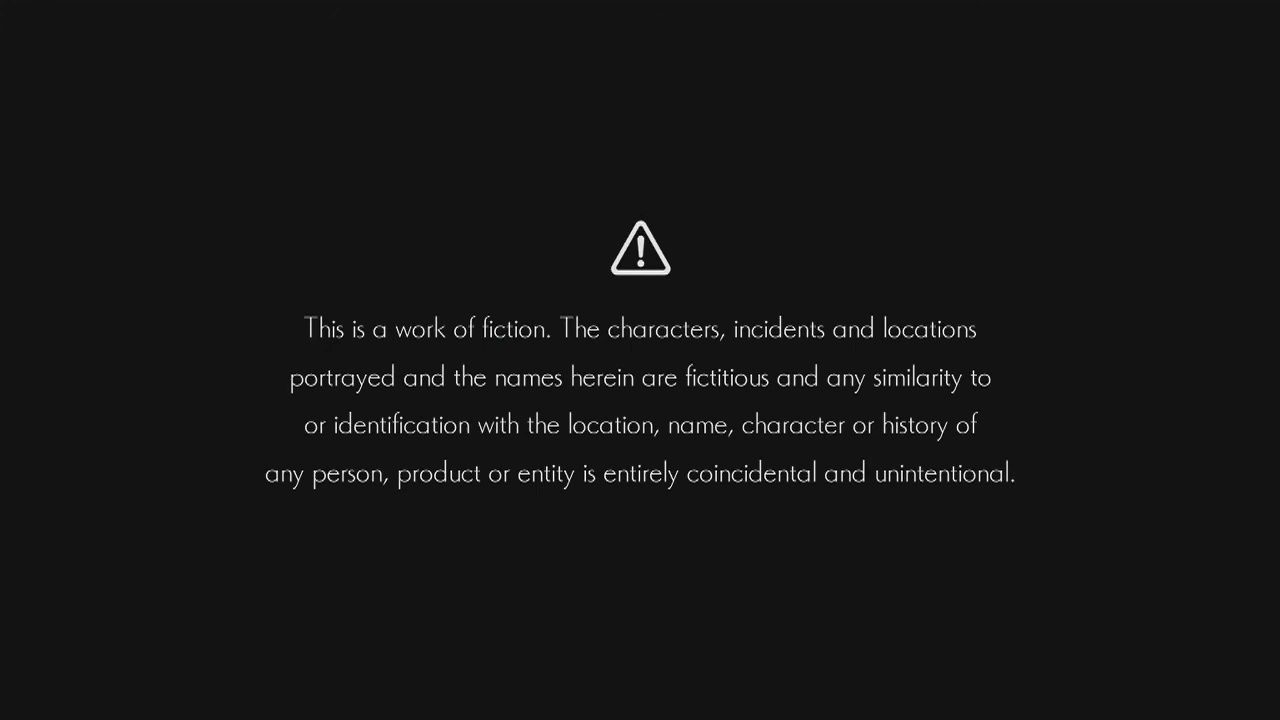 This is a work of fiction. The characters, incidents and locations
portrayed and the names herein are fictitious and any similarity to
or identification with the location, name, character or history of
any person, product or entity is entirely coincidental and unintentional.